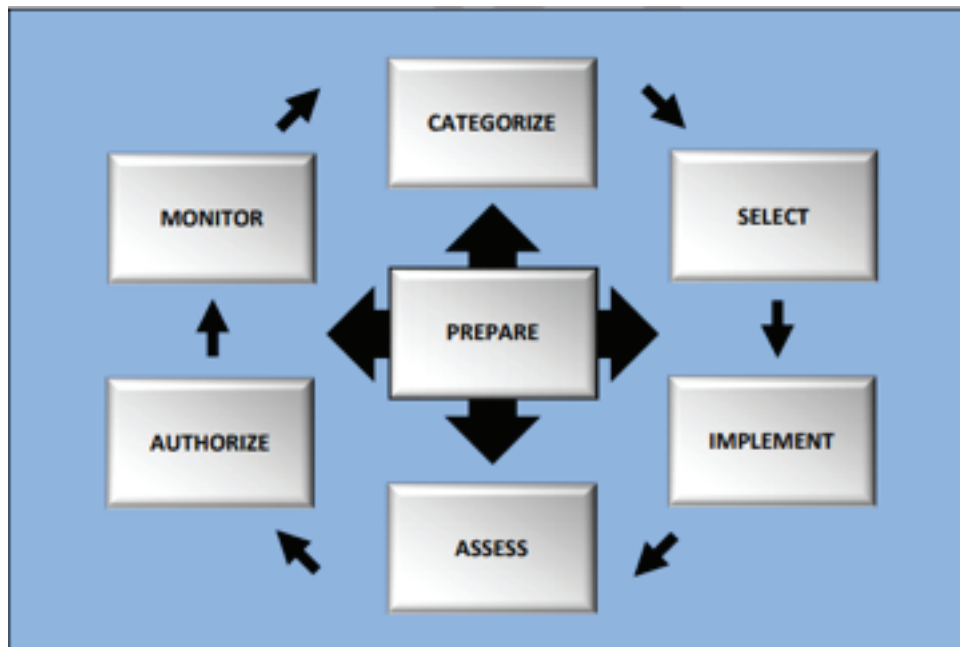 CATEGORIZE
MONITOR
SELECT
PREPARE
AUTHORIZE
IMPLEMENT
ASSESS